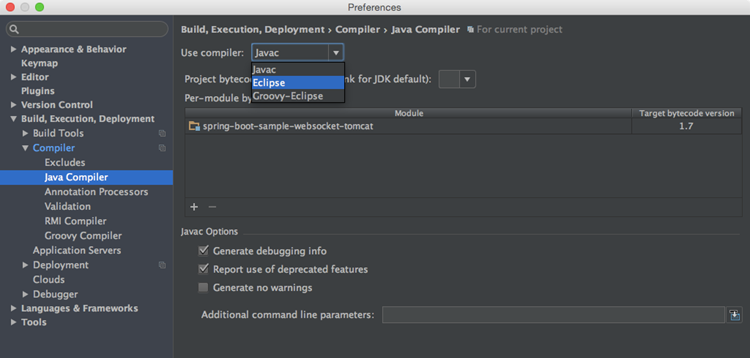 Preferences
Build, Execution, Deployment › Compiler › Java Compiler For current project
Appearance & Behavior
Keymap
Editor
Plugins
Version Control
Build, Execution, Deployment
Build Tools
Compiler
Excludes
Java Compiler
Annotation Processors
Validation
RMI Compiler
Groovy Compiler
Application Servers
Deployment
Clouds
Debugger
Languages & Frameworks
Tools
Use compiler: Javac
Javac
Eclipse
Groovy-Eclipse
Project bytecod nk for JDK default):
Per-module by
Module Target bytecode version
spring-boot-sample-websocket-tomcat 1.7
Javac Options
Generate debugging info
Report use of deprecated features
Generate no warnings
Additional command line parameters: